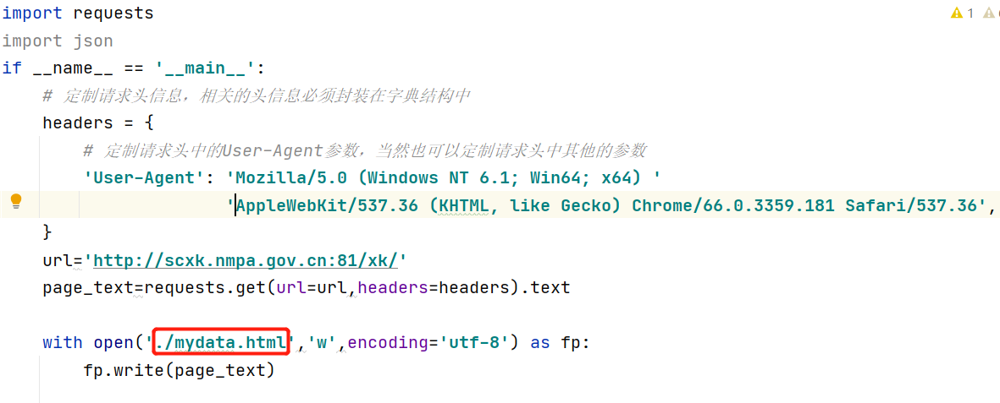 import requests
1
import json
if __name__ == '__main__':
    # 定制请求头信息，相关的头信息必须封装在字典结构中
    headers = {
        # 定制请求头中的User-Agent参数，当然也可以定制请求头中其他的参数
        'User-Agent': 'Mozilla/5.0 (Windows NT 6.1; Win64; x64) '
                      'AppleWebKit/537.36 (KHTML, like Gecko) Chrome/66.0.3359.181 Safari/537.36',
    }
    url='http://scxk.nmpa.gov.cn:81/xk/'
    page_text=requests.get(url=url,headers=headers).text
    with open('./mydata.html','w',encoding='utf-8') as fp:
        fp.write(page_text)